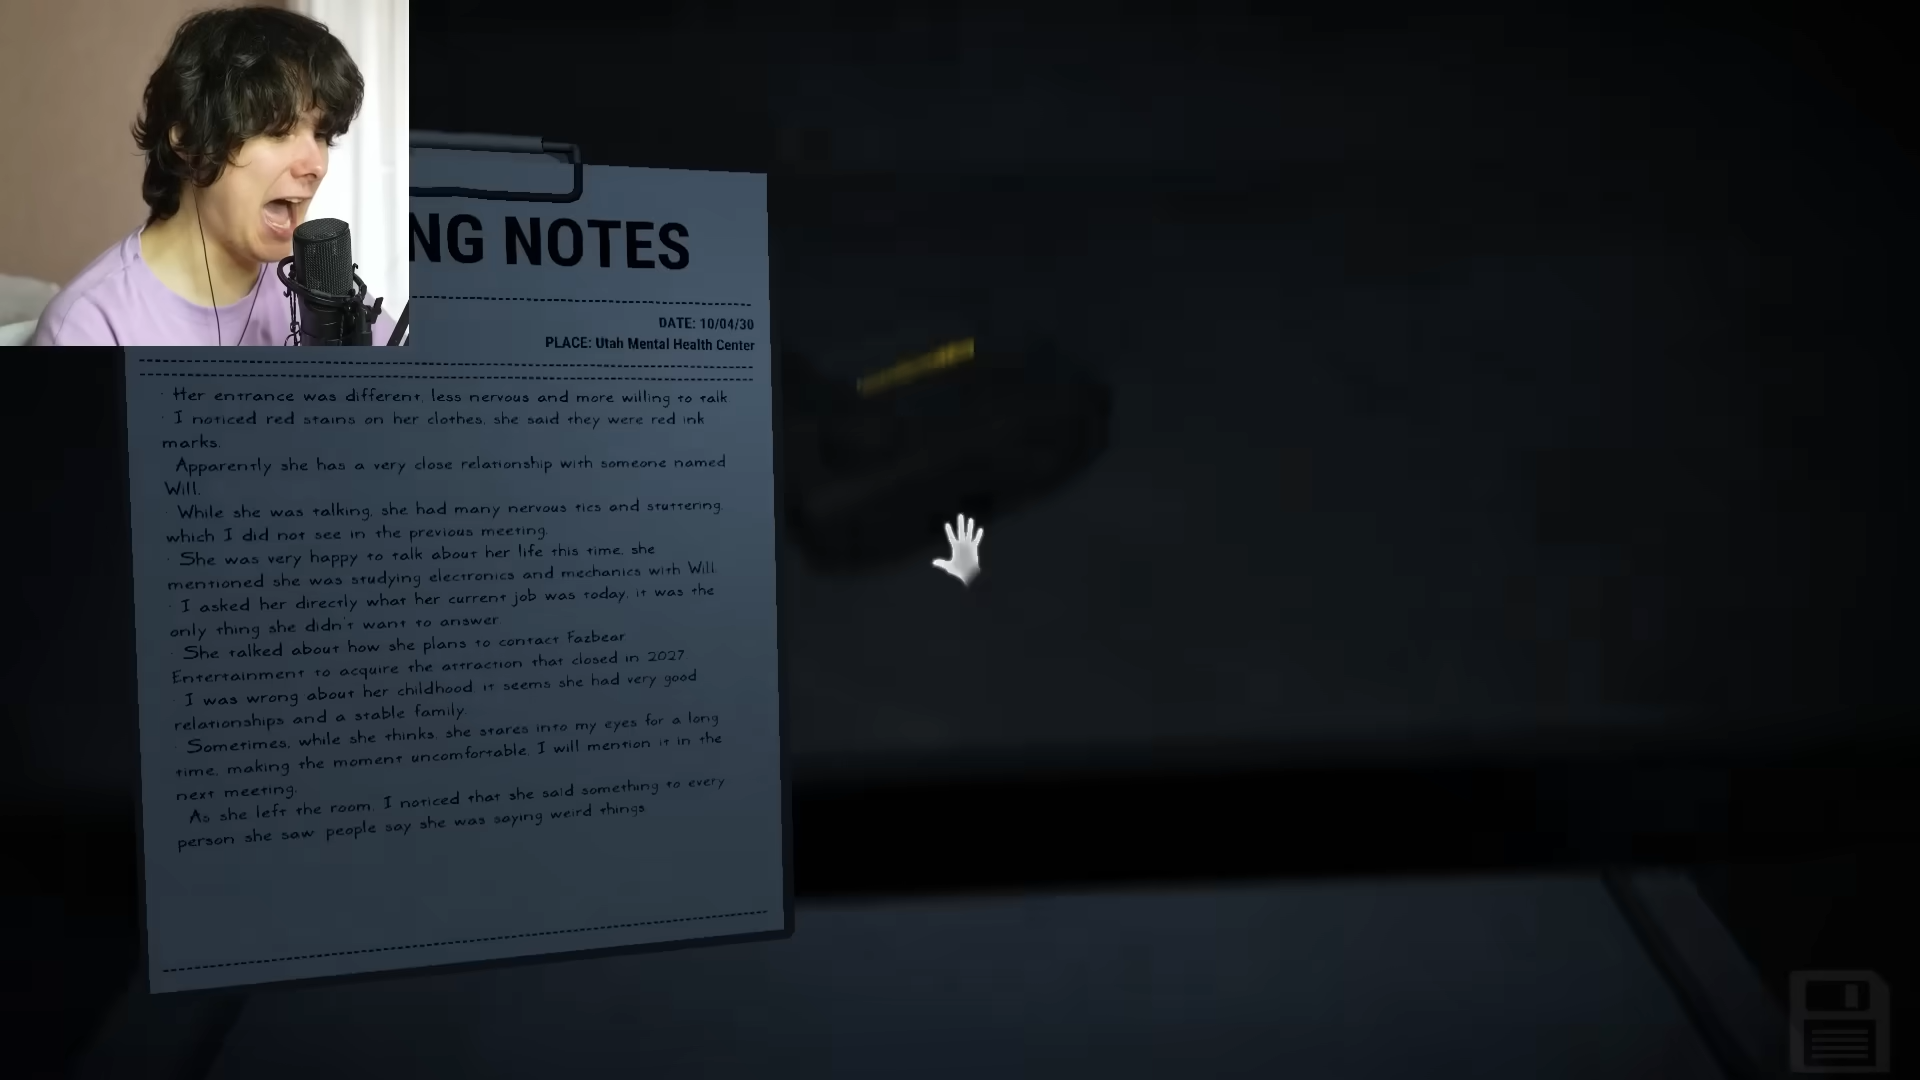 NG NOTES
DATE: 10/04/30
PLACE: Utah Mental Health Center
· Her entrance was different, less nervous and more willing to talk
· I noticed red stains on her clothes, she said they were red ink
marks.
Apparently she has a very close relationship with someone named
Will.
· While she was talking, she had many nervous tics and stuttering,
which I did not see in the previous meeting.
· She was very happy to talk about her life this time, she
mentioned she was studying electronics and mechanics with Will.
· I asked her directly what her current job was today, it was the
only thing she didn't want to answer.
· She talked about how she plans to contact Fazbear
Entertainment to acquire the attraction that closed in 2027.
· I was wrong about her childhood it seems she had very good
relationships and a stable family
· Sometimes, while she thinks, she stares into my eyes for a long
time, making the moment uncomfortable, I will mention it in the
next meeting.
As she left the room, I noticed that she said something to every
person she saw people say she was saying weird things